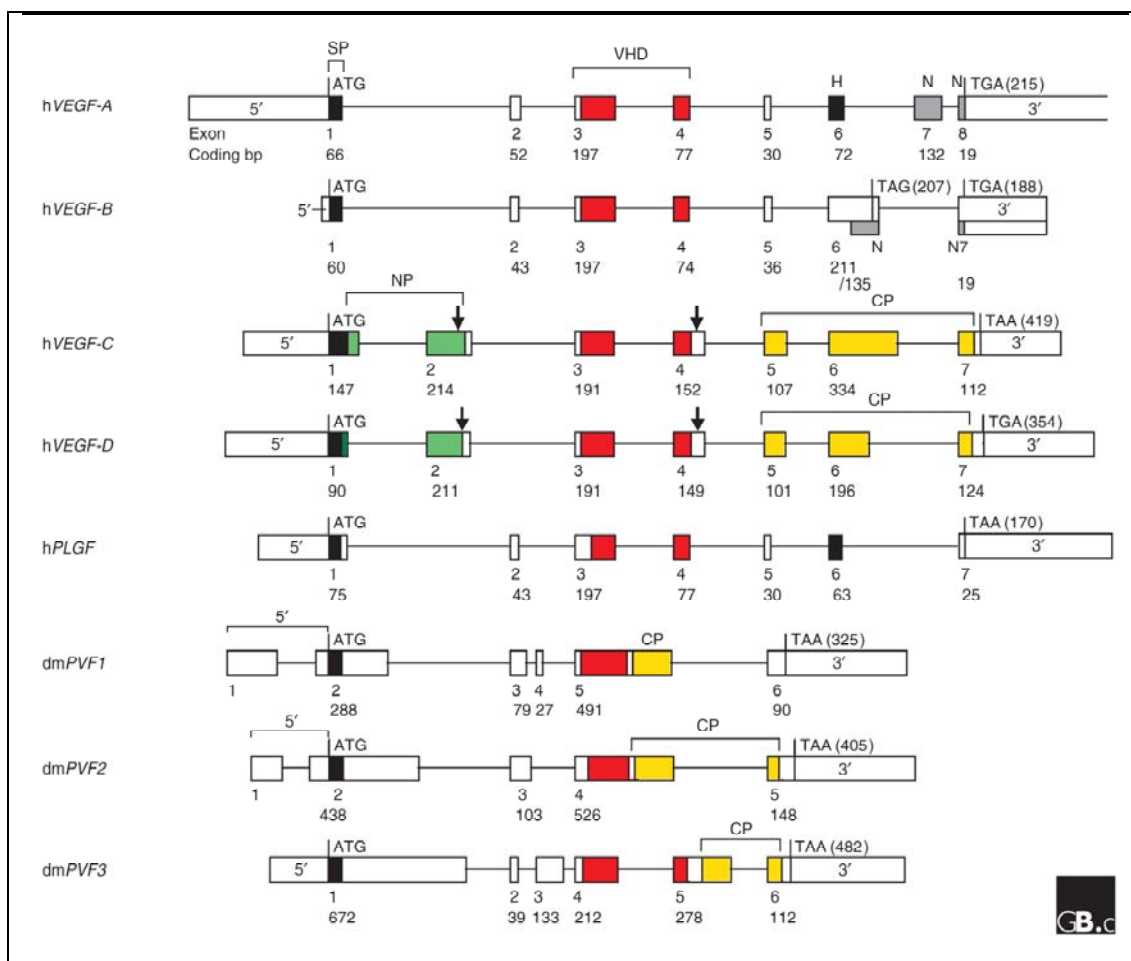 SP
VHD
ATG H N N TGA (215)
hVEGF-A 5′ 3′
Exon 1 2 3 4 5 6 7 8
Coding bp 66 52 197 77 30 72 132 19
ATG TAG (207) TGA (188)
hVEGF-B 5′ 3′
1 2 3 4 5 6 N N7
60 43 197 74 36 211
/135 19
NP CP
ATG TAA (419)
hVEGF-C 5′ 3′
1 2 3 4 5 6 7
147 214 191 152 107 334 112
CP
ATG TGA (354)
hVEGF-D 5′ 3′
1 2 3 4 5 6 7
90 211 191 149 101 196 124
ATG TAA (170)
hPLGF 5′ 3′
1 2 3 4 5 6 7
75 43 197 77 30 63 25
5′
ATG CP TAA (325)
dmPVF1 3′
1 2 3 4 5 6
288 79 27 491 90
5′ CP
ATG TAA (405)
dmPVF2 3′
1 2 3 4 5
438 103 526 148
CP
ATG TAA (482)
dmPVF3 5′ 3′
1 2 3 4 5 6
672 39 133 212 278 112
GB.c